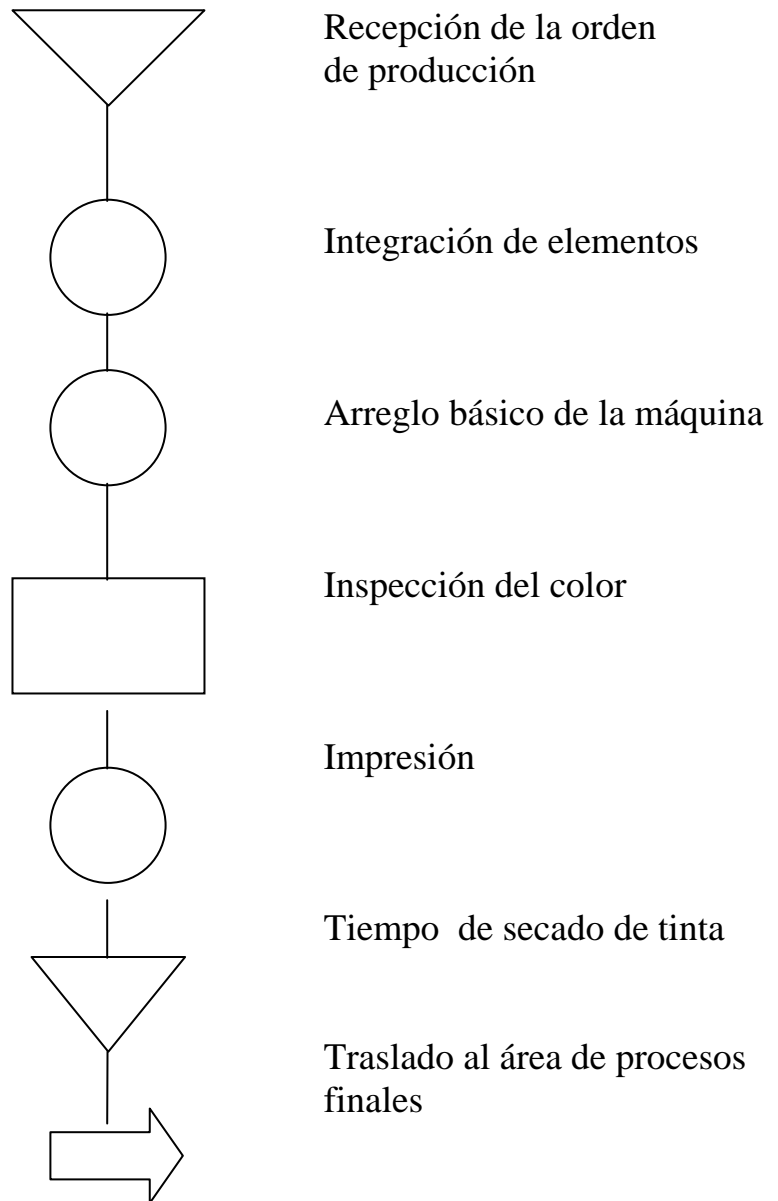 Recepción de la orden
de producción
Integración de elementos
Arreglo básico de la máquina
Inspección del color
Impresión
Tiempo  de secado de tinta
Traslado al área de procesos
finales